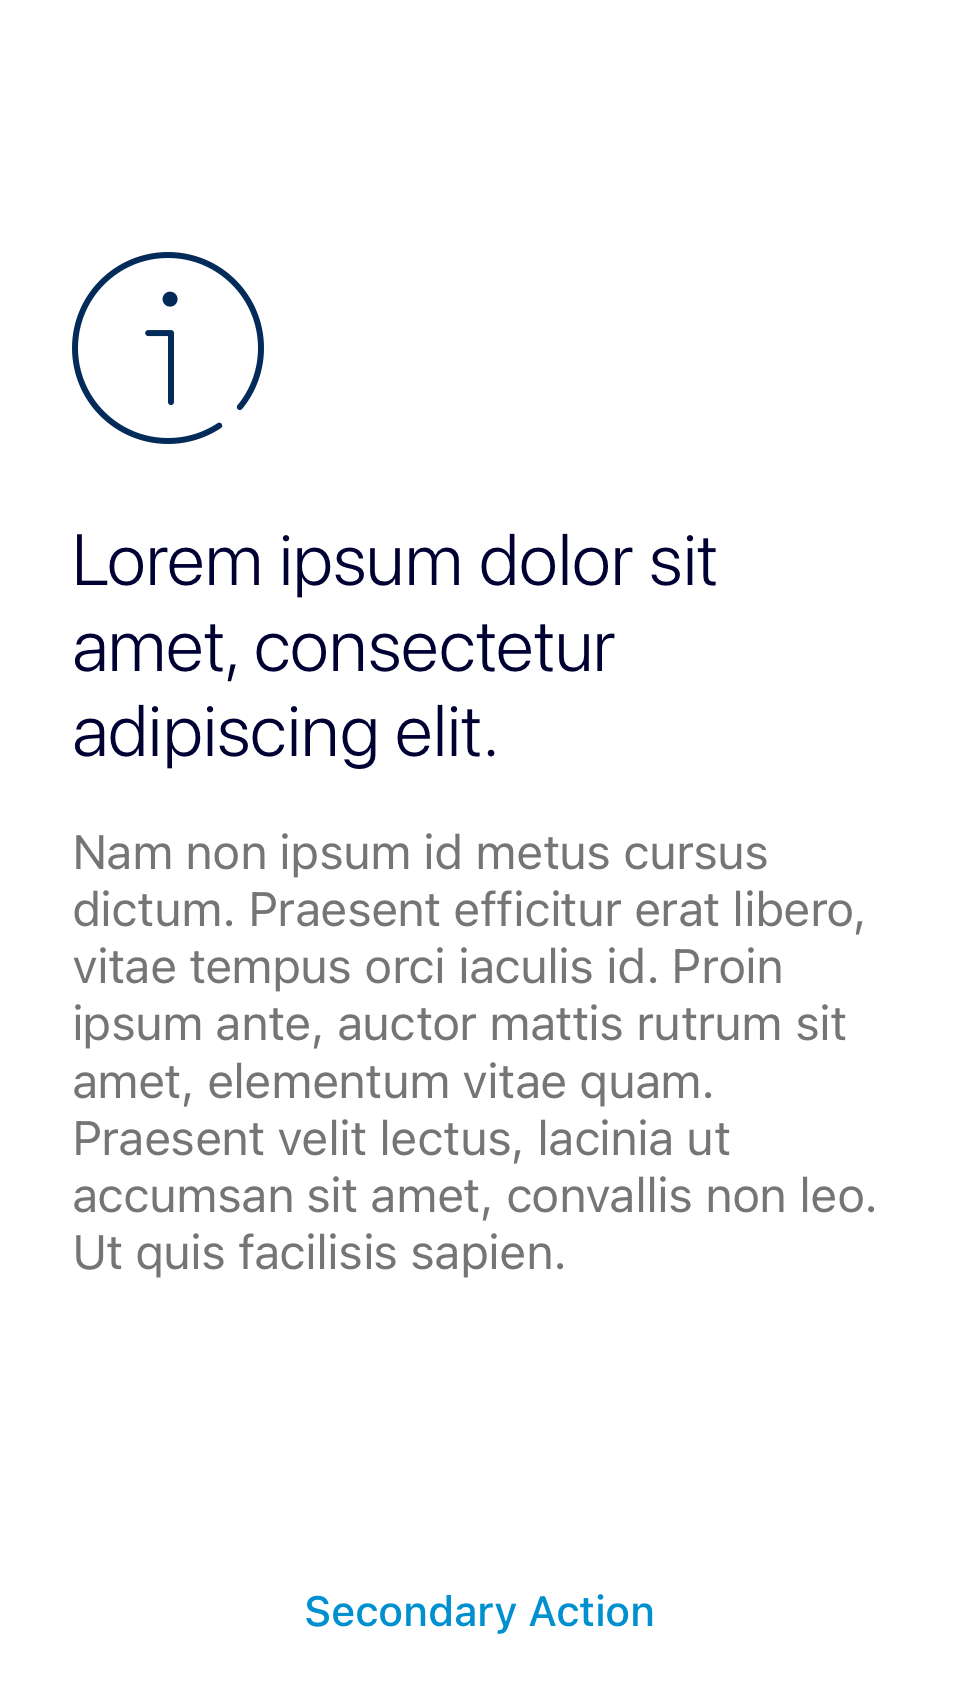 Lorem ipsum dolor sit
amet, consectetur
adipiscing elit.
Nam non ipsum id metus cursus
dictum. Praesent efficitur erat libero,
vitae tempus orci iaculis id. Proin
ipsum ante, auctor mattis rutrum sit
amet, elementum vitae quam.
Praesent velit lectus, lacinia ut
accumsan sit amet, convallis non leo.
Ut quis facilisis sapien.
Secondary Action